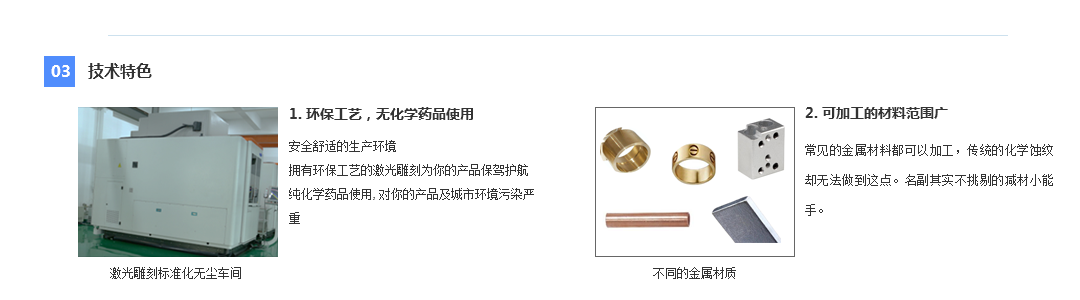 03 技术特色
1. 环保工艺，无化学药品使用
安全舒适的生产环境
拥有环保工艺的激光雕刻为你的产品保驾护航
纯化学药品使用, 对你的产品及城市环境污染严
重
激光雕刻标准化无尘车间
2. 可加工的材料范围广
常见的金属材料都可以加工，传统的化学蚀纹
却无法做到这点。名副其实不挑剔的减材小能
手。
不同的金属材质